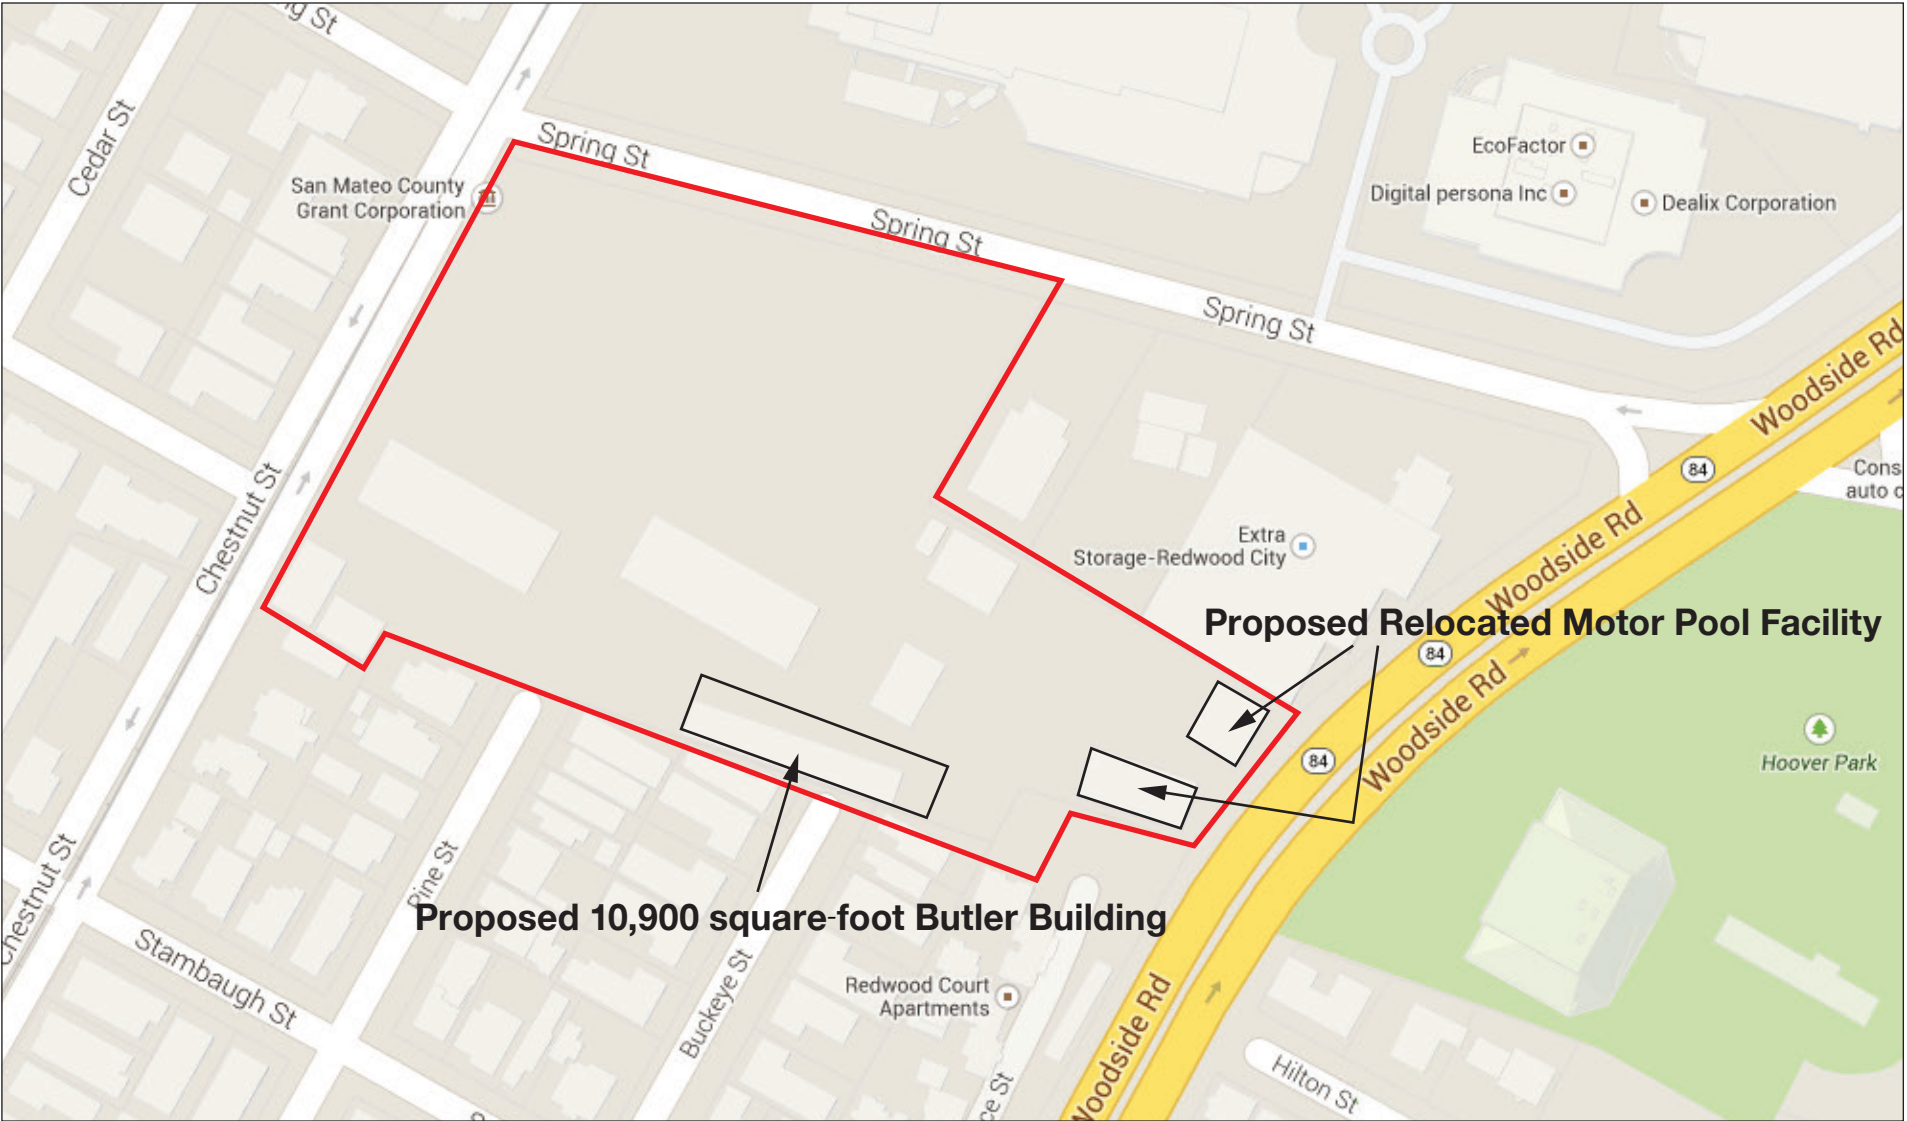 ng St
Cedar St
Spring St
San Mateo County
Grant Corporation
EcoFactor
Digital persona Inc
Dealix Corporation
Spring St
Spring St
Woodside Rd
84
Cons
auto c
Chestnut St
Extra
Storage-Redwood City
Woodside Rd
Proposed Relocated Motor Pool Facility
84
Woodside Rd
84
Hoover Park
Chestnut St
Pine St
Proposed 10,900 square-foot Butler Building
Stambaugh St
Buckeye St
Redwood Court
Apartments
Woodside Rd
Hilton St
ce St